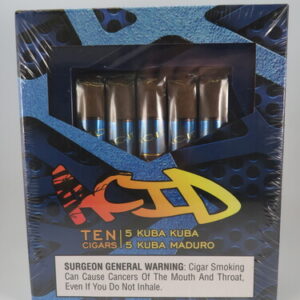 ACID
TEN 5 KUBA KUBA
CIGARS 5 KUBA MADURO
SURGEON GENERAL WARNING: Cigar Smoking
Can Cause Cancers Of The Mouth And Throat,
Even If You Do Not Inhale.